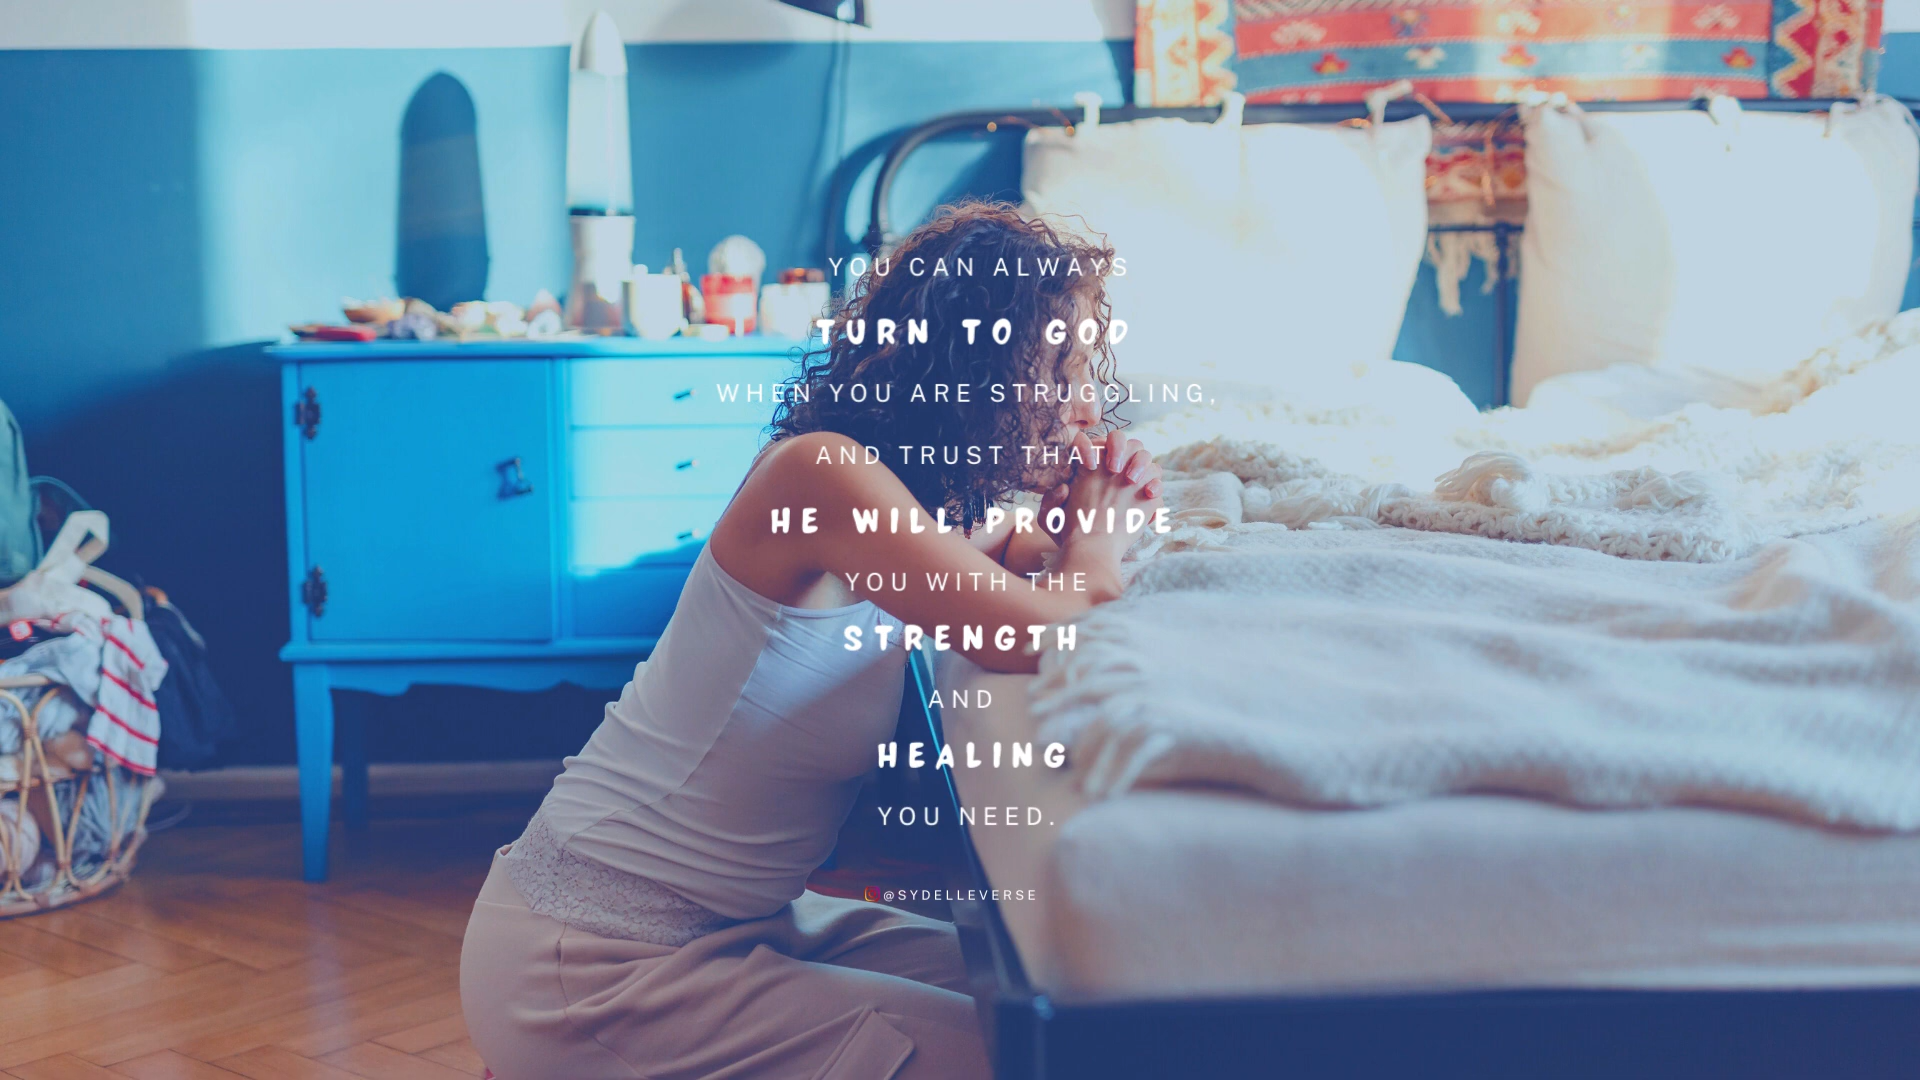 YOU CAN ALWAYS
TURN TO GOD
WHEN YOU ARE STRUGGLING,
AND TRUST THAT
HE WILL PROVIDE
YOU WITH THE
STRENGTH
AND
HEALING
YOU NEED.
@SYDELLEVERSE